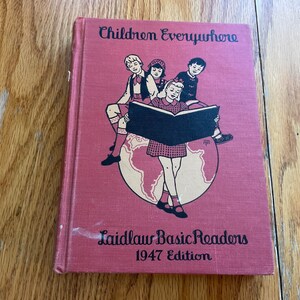 Children Everywhere
Laidlaw Basic Readers
1947 Edition